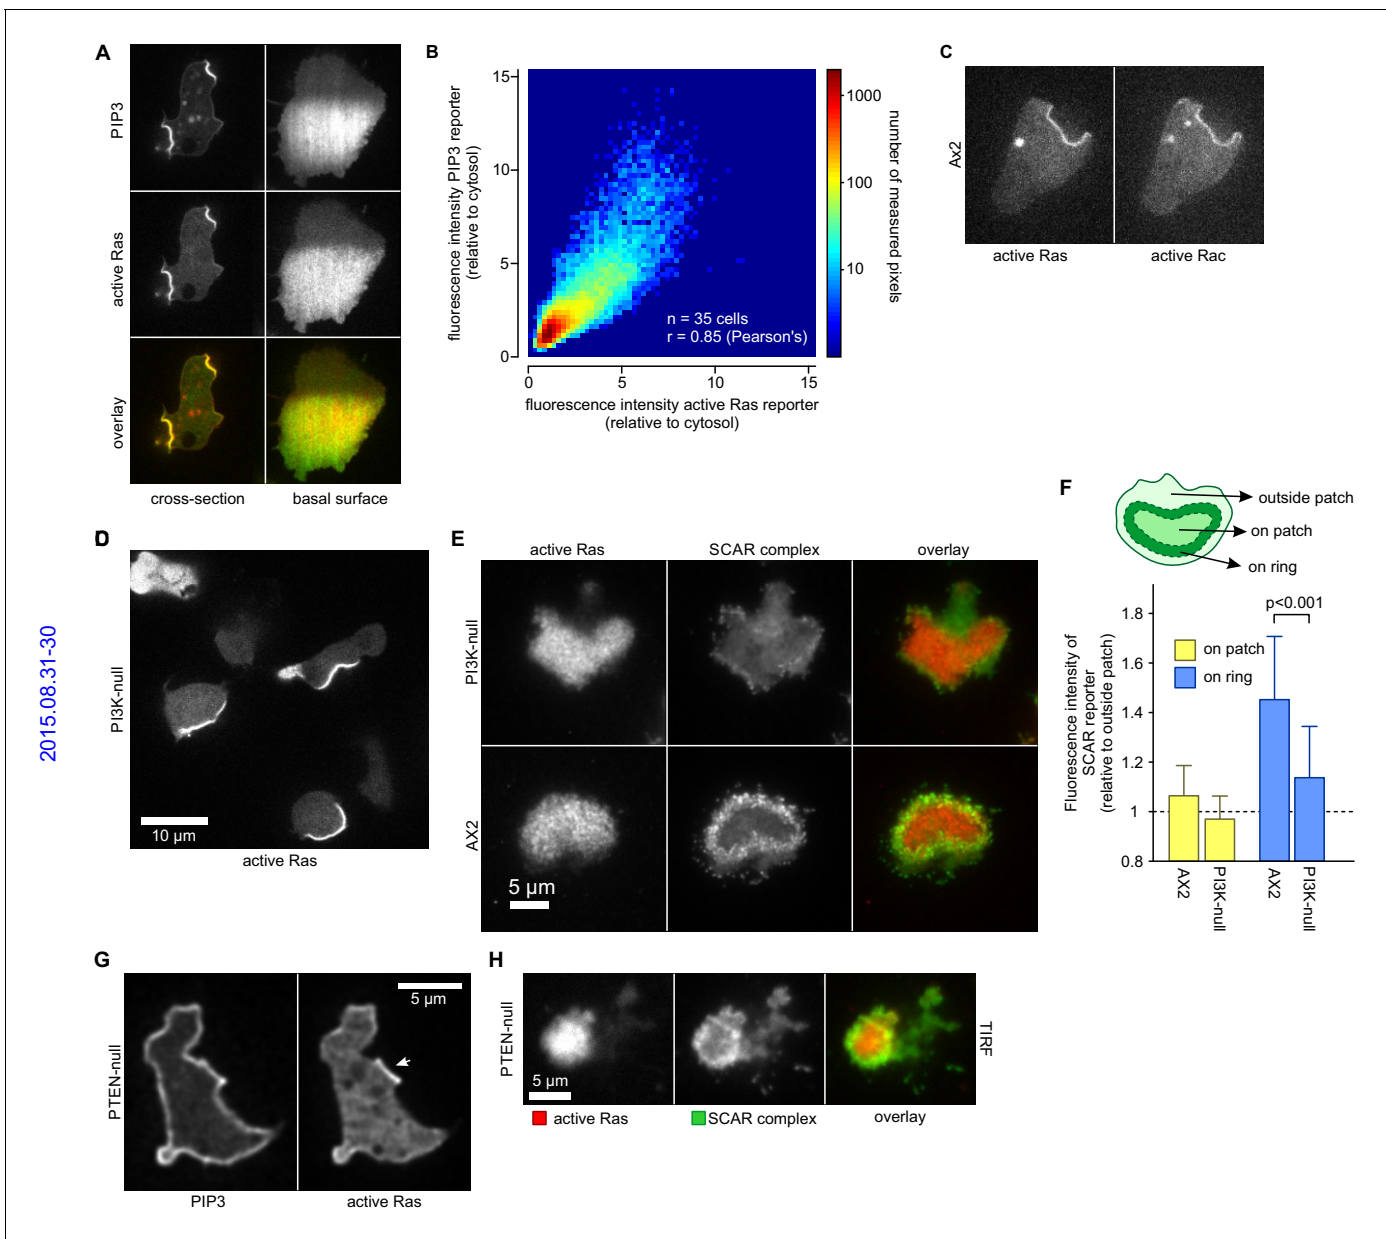 A
PIP3
active Ras
overlay
cross-section
basal surface
B
15
10
5
0
fluorescence intensity PIP3 reporter
(relative to cytosol)
n = 35 cells
r = 0.85 (Pearson's)
0
5
10
15
fluorescence intensity active Ras reporter
(relative to cytosol)
1000
100
10
number of measured pixels
C
Ax2
active Ras
active Rac
2015.08.31-30
D
PI3K-null
10 µm
active Ras
E
active Ras
SCAR complex
overlay
PI3K-null
AX2
5 µm
F
outside patch
on patch
on ring
p<0.001
on patch
on ring
1.8
1.6
1.4
1.2
1
0.8
Fluorescence intensity of
SCAR reporter
(relative to outside patch)
AX2
PI3K-null
AX2
PI3K-null
G
PTEN-null
5 µm
PIP3
active Ras
H
PTEN-null
5 µm
TIRF
active Ras
SCAR complex
overlay